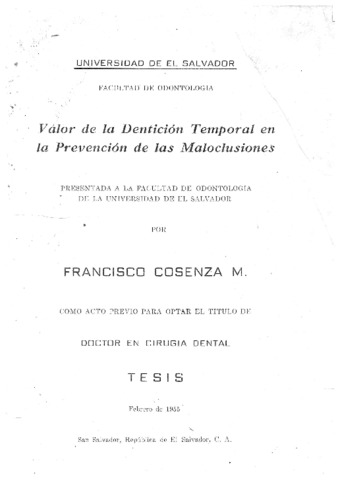 UNIVERSIDAD DE EL SALVADOR
FACULTAD DE ODONTOLOGIA
Válor de la Dentición Temporal en
la Prevención de las Maloclusiones
PRESENTADA A LA FACULTAD DE ODONTOLOGIA
DE LA UNIVERSIDAD DE EL SALVADOR
POR
FRANCISCO COSENZA M.
COMO ACTO PREVIO PARA OPTAR EL TITULO DE
DOCTOR EN CIRUGIA DENTAL
TESIS
Febrero de 1955
San Salvador, República de El Salvador, C. A.